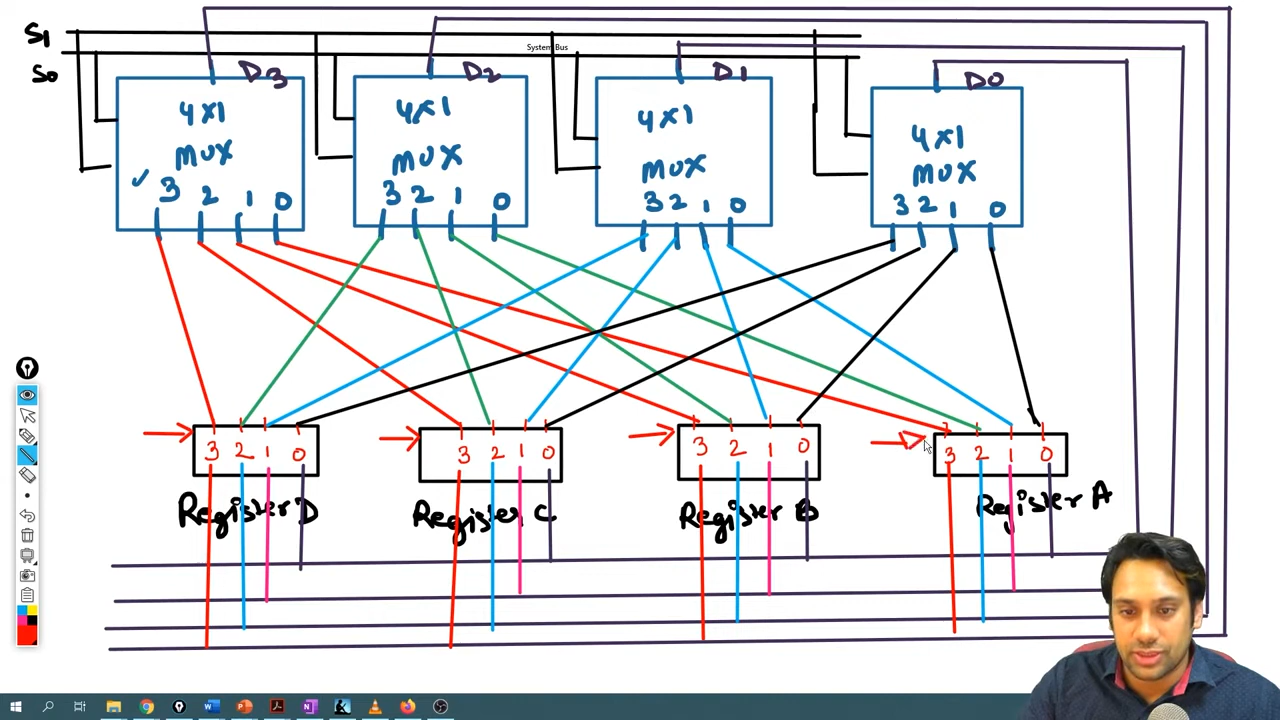 S1
System Bus
S0
D3
D2
D1
D0
4x1
MUX
3 2 1 0
4x1
MUX
3 2 1 0
4x1
MUX
3 2 1 0
4x1
MUX
3 2 1 0
3 2 1 0
Register D
3 2 1 0
Register C
3 2 1 0
Register B
3 2 1 0
Register A